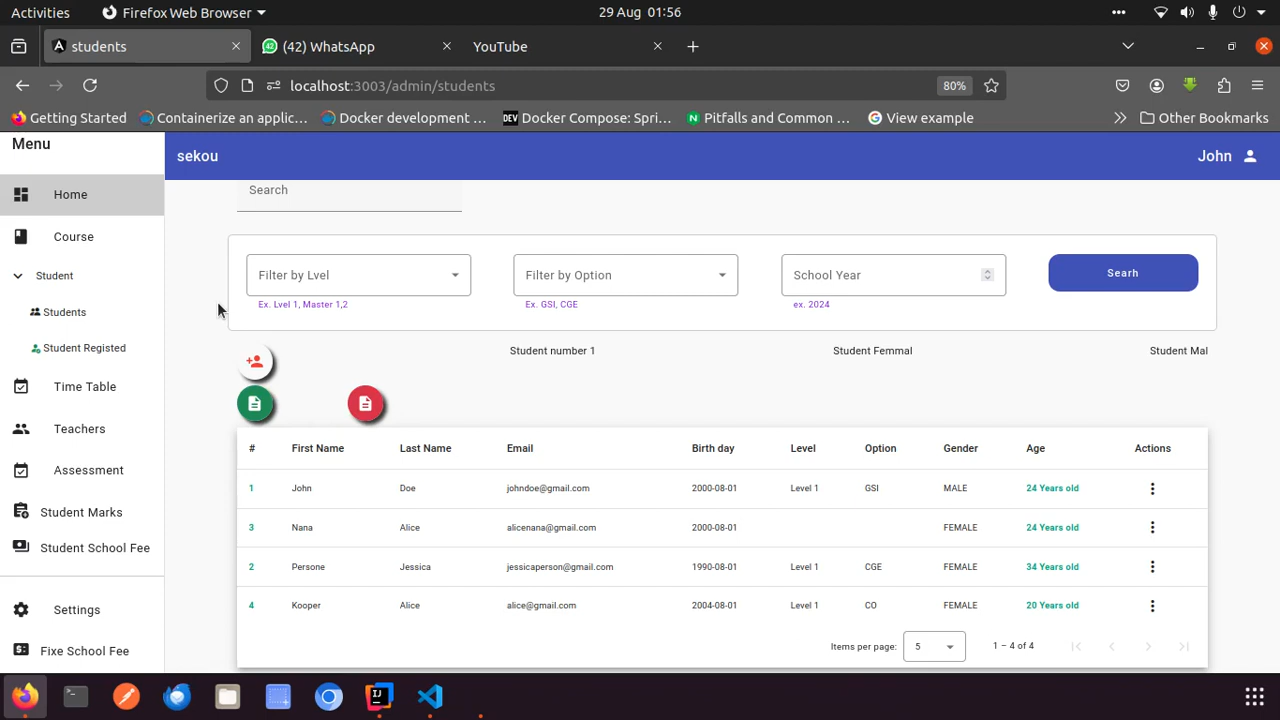 Activities Firefox Web Browser 29 Aug 01:56
students (42) WhatsApp YouTube
localhost:3003/admin/students 80%
Getting Started Containerize an applic... Docker development ... DEV Docker Compose: Spri... Pitfalls and Common ... View example Other Bookmarks
Menu
sekou John
Home
Search
Course
Filter by Lvel Filter by Option School Year Searh
Student
Ex. Lvel 1, Master 1,2 Ex. GSI, CGE ex. 2024
Students
Student Registed
Student number 1 Student Femmal Student Mal
Time Table
Teachers
# First Name Last Name Email Birth day Level Option Gender Age Actions
Assessment
1 John Doe johndoe@gmail.com 2000-08-01 Level 1 GSI MALE 24 Years old
Student Marks
3 Nana Alice alicenana@gmail.com 2000-08-01 FEMALE 24 Years old
Student School Fee
2 Persone Jessica jessicaperson@gmail.com 1990-08-01 Level 1 CGE FEMALE 34 Years old
Settings
4 Kooper Alice alice@gmail.com 2004-08-01 Level 1 CO FEMALE 20 Years old
Fixe School Fee
Items per page: 5 1 – 4 of 4